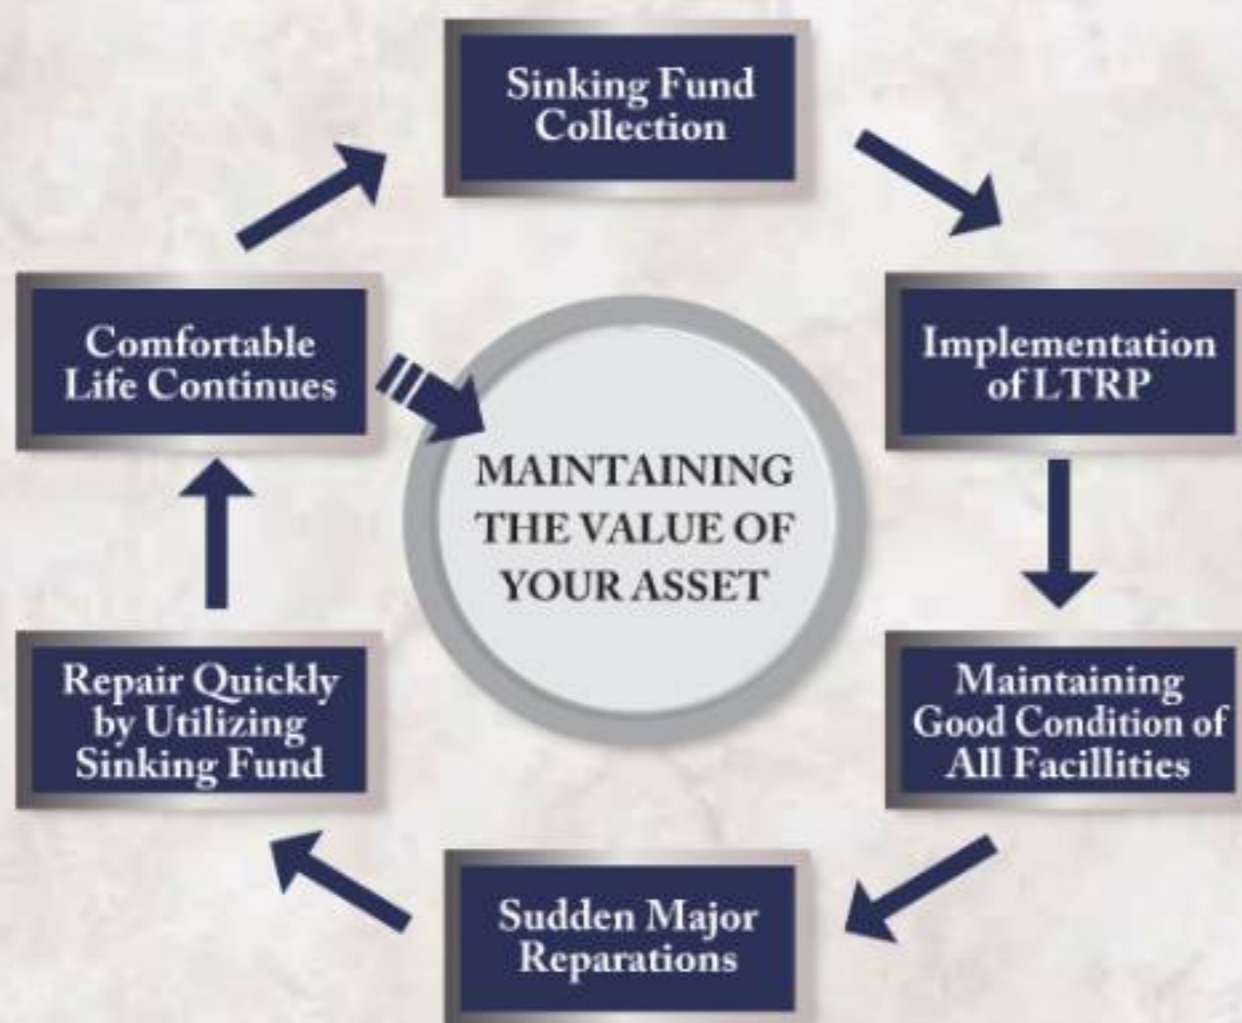 Sinking Fund
Collection
Implementation
of LTRP
Maintaining
Good Condition of
All Facillities
Sudden Major
Reparations
Repair Quickly
by Utilizing
Sinking Fund
Comfortable
Life Continues
MAINTAINING
THE VALUE OF
YOUR ASSET